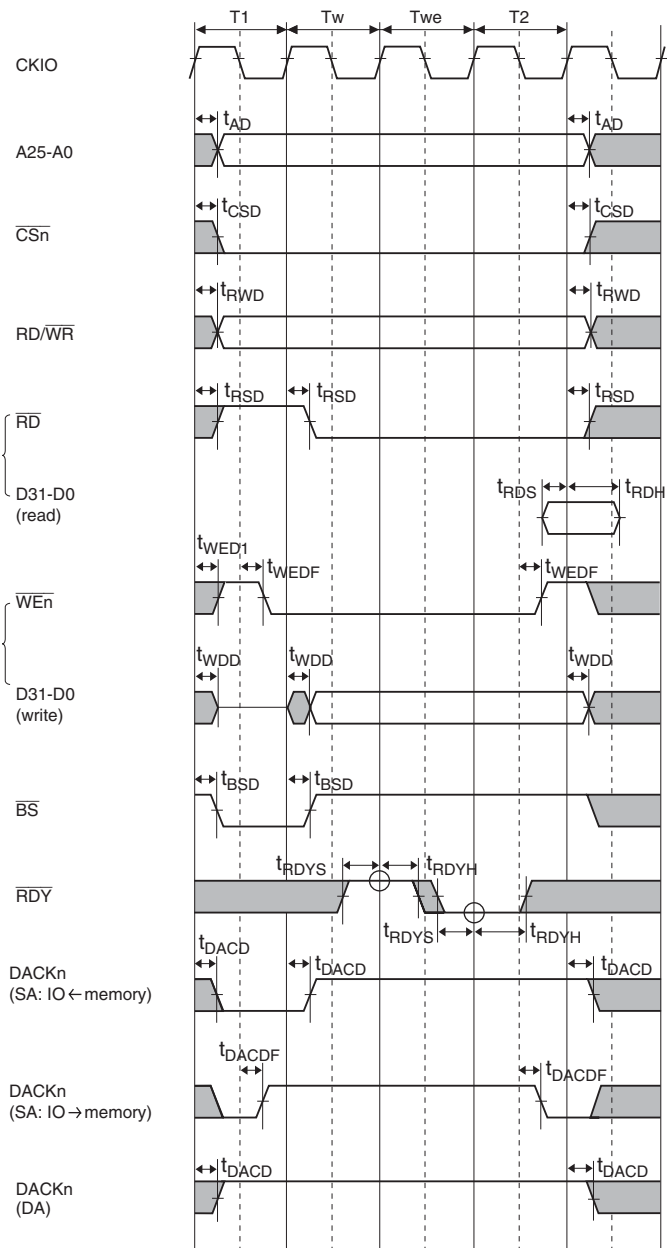 T1 Tw Twe T2
CKIO
tAD tAD
A25-A0
tCSD tCSD
CSn
tRWD tRWD
RD/WR
tRSD tRSD tRSD
RD
tRDS tRDH
D31-D0
(read)
tWED1 tWEDF tWEDF
WEn
tWDD tWDD tWDD
D31-D0
(write)
tBSD tBSD
BS
tRDYS tRDYH
RDY
tRDYS tRDYH
tDACD tDACD tDACD
DACKn
(SA: IO←memory)
tDACDF tDACDF
DACKn
(SA: IO→memory)
tDACD tDACD
DACKn
(DA)